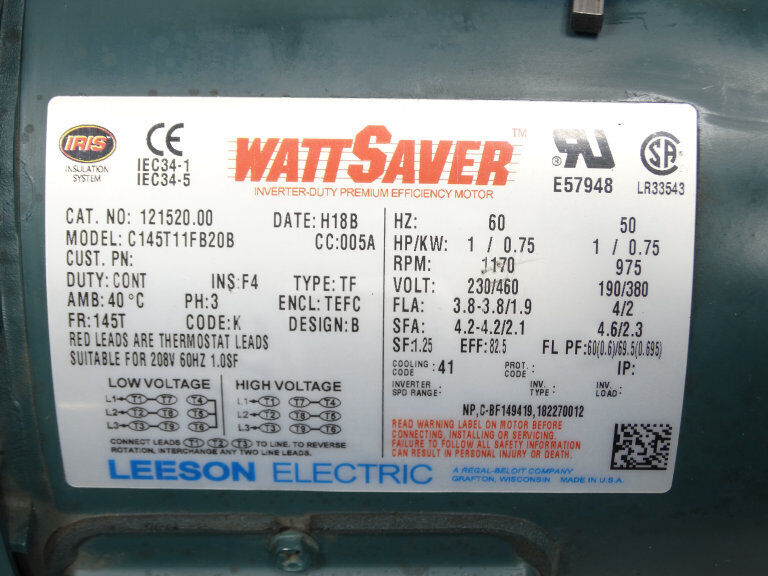 IRIS
INSULATION
SYSTEM
CE
IEC34-1
IEC34-5
WATTSAVER™
INVERTER-DUTY PREMIUM EFFICIENCY MOTOR
E57948
LR33543
CAT. NO: 121520.00 DATE: H18B
MODEL: C145T11FB20B CC:005A
CUST. PN:
DUTY: CONT INS: F4 TYPE: TF
AMB: 40°C PH: 3 ENCL: TEFC
FR: 145T CODE: K DESIGN: B
RED LEADS ARE THERMOSTAT LEADS
SUITABLE FOR 208V 60HZ 1.0SF
HZ: 60 50
HP/KW: 1 / 0.75 1 / 0.75
RPM: 1170 975
VOLT: 230/460 190/380
FLA: 3.8-3.8/1.9 4/2
SFA: 4.2-4.2/2.1 4.6/2.3
SF: 1.25 EFF: 82.5 FL PF: 60(0.6)/69.5(0.695)
COOLING CODE : 41 PROT. CODE : IP:
INVERTER SPD RANGE: INV. TYPE : INV. LOAD:
NP,C-BF149419,182270012
LOW VOLTAGE HIGH VOLTAGE
L1 T1 T7 T4 L1 T1 T7 T4
L2 T2 T8 T5 L2 T2 T8 T5
L3 T3 T9 T6 L3 T3 T9 T6
CONNECT LEADS T1 T2 T3 TO LINE. TO REVERSE
ROTATION, INTERCHANGE ANY TWO LINE LEADS.
READ WARNING LABEL ON MOTOR BEFORE
CONNECTING, INSTALLING OR SERVICING.
FAILURE TO FOLLOW ALL SAFETY INFORMATION
CAN RESULT IN PERSONAL INJURY OR DEATH.
LEESON ELECTRIC
A REGAL-BELOIT COMPANY
GRAFTON, WISCONSIN MADE IN U.S.A.